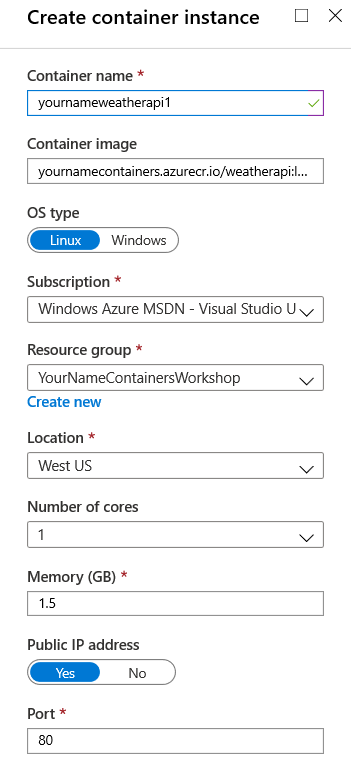 Create container instance
Container name *
yournameweatherapi1
Container image
yournamecontainers.azurecr.io/weatherapi:l...
OS type
Linux Windows
Subscription *
Windows Azure MSDN - Visual Studio U
Resource group *
YourNameContainersWorkshop
Create new
Location *
West US
Number of cores
1
Memory (GB) *
1.5
Public IP address
Yes No
Port *
80